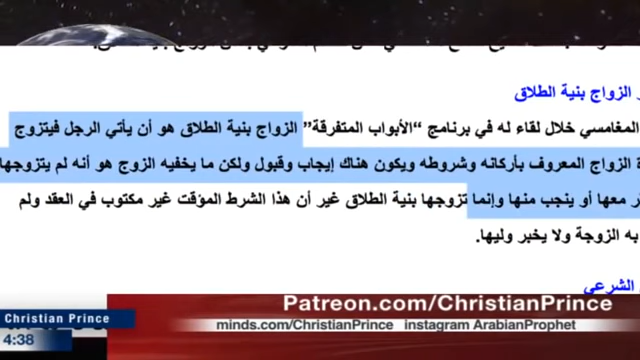 الزواج بنية الطلاق
المغامسي خلال لقاء له في برنامج “الأبواب المتفرقة” الزواج بنية الطلاق هو أن يأتي الرجل فيتزوج
الزواج المعروف بأركانه وشروطه ويكون هناك إيجاب وقبول ولكن ما يخفيه الزوج هو أنه لم يتزوجها
معها أو ينجب منها وإنما تزوجها بنية الطلاق غير أن هذا الشرط المؤقت غير مكتوب في العقد ولم
به الزوجة ولا يخبر وليها.
الشرعي
Patreon.com/ChristianPrince
Christian Prince
minds.com/ChristianPrince instagram ArabianProphet
4:38